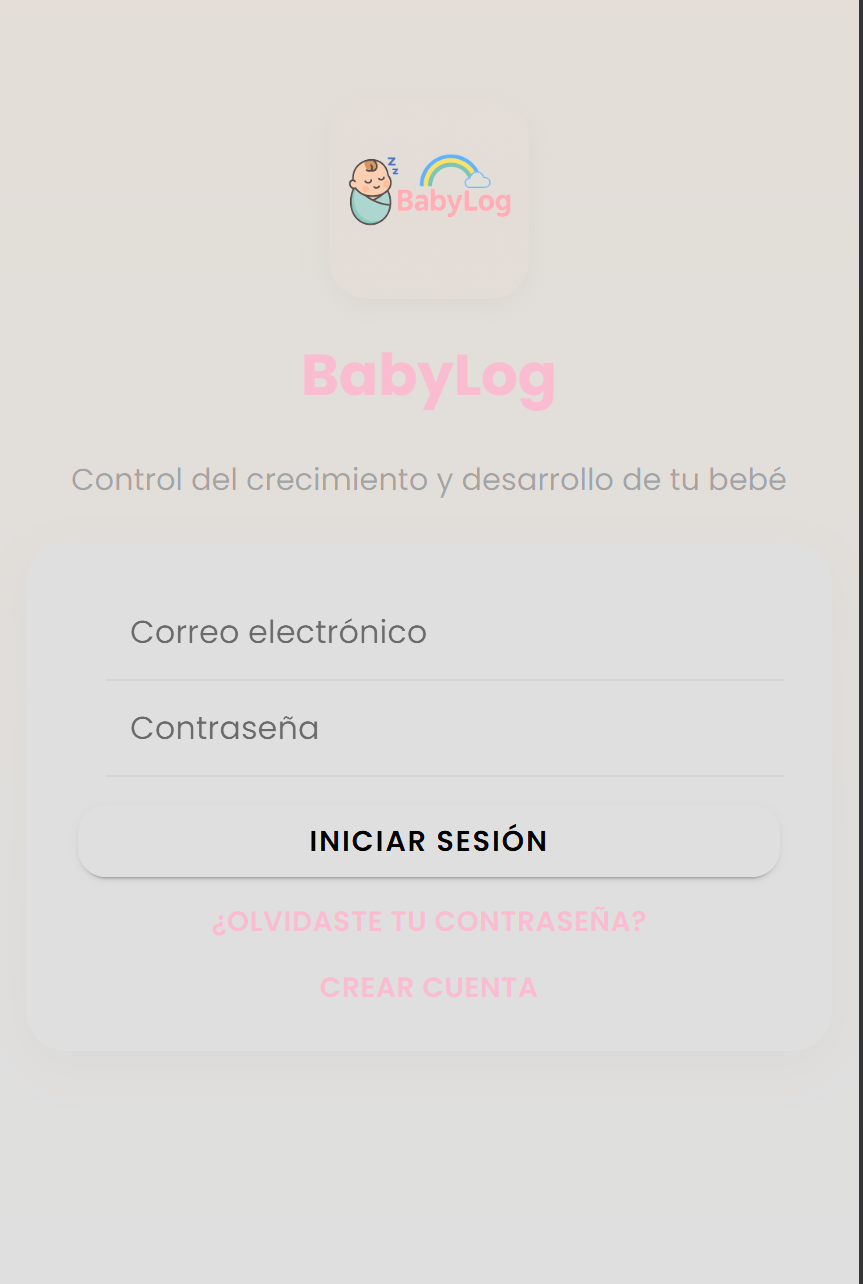 z
z
BabyLog
BabyLog
Control del crecimiento y desarrollo de tu bebé
Correo electrónico
Contraseña
INICIAR SESIÓN
¿OLVIDASTE TU CONTRASEÑA?
CREAR CUENTA